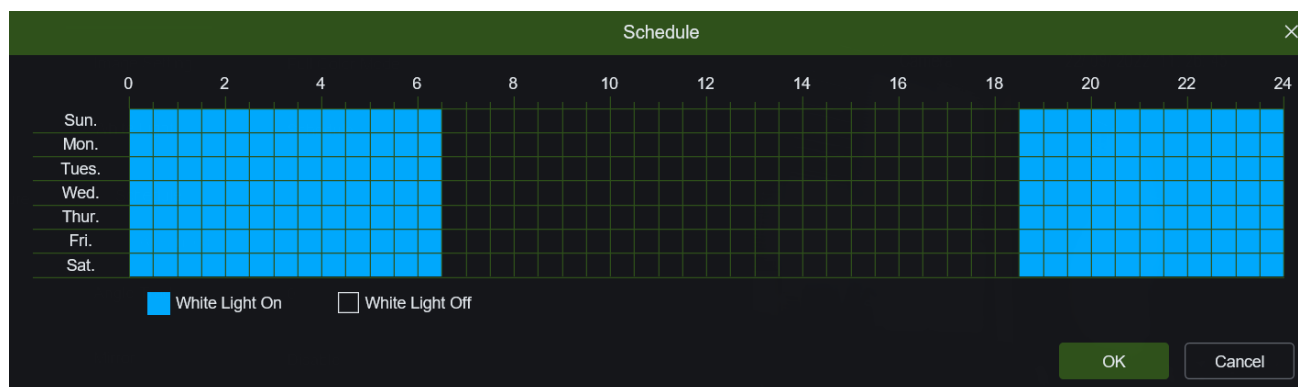 Schedule
0 2 4 6 8 10 12 14 16 18 20 22 24
Sun.
Mon.
Tues.
Wed.
Thur.
Fri.
Sat.
White Light On White Light Off
OK Cancel